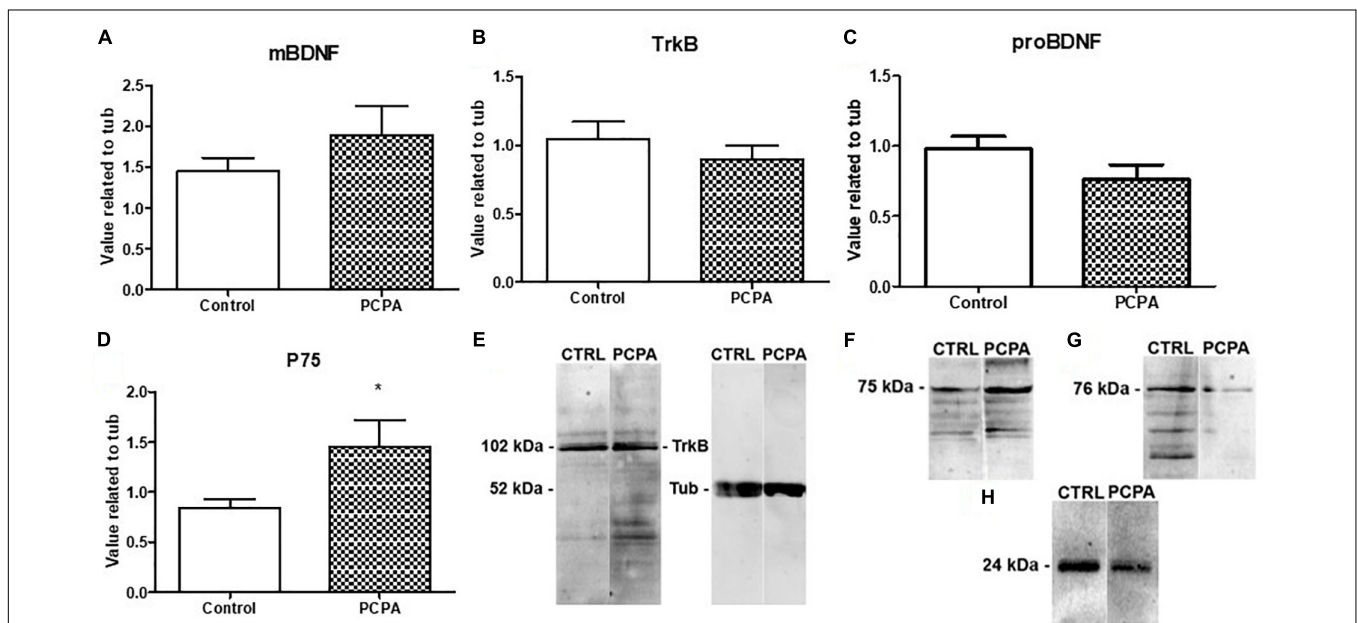 A
mBDNF
Value related to tub
2.5
2.0
1.5
1.0
0.5
0.0
Control PCPA
B
TrkB
Value related to tub
1.5
1.0
0.5
0.0
Control PCPA
C
proBDNF
Value related to tub
1.5
1.0
0.5
0.0
Control PCPA
D
P75
Value related to tub
2.0
1.5
1.0
0.5
0.0
*
Control PCPA
E
CTRL PCPA CTRL PCPA
102 kDa - - TrkB
52 kDa - Tub -
F
CTRL PCPA
75 kDa -
G
CTRL PCPA
76 kDa -
H
CTRL PCPA
24 kDa -